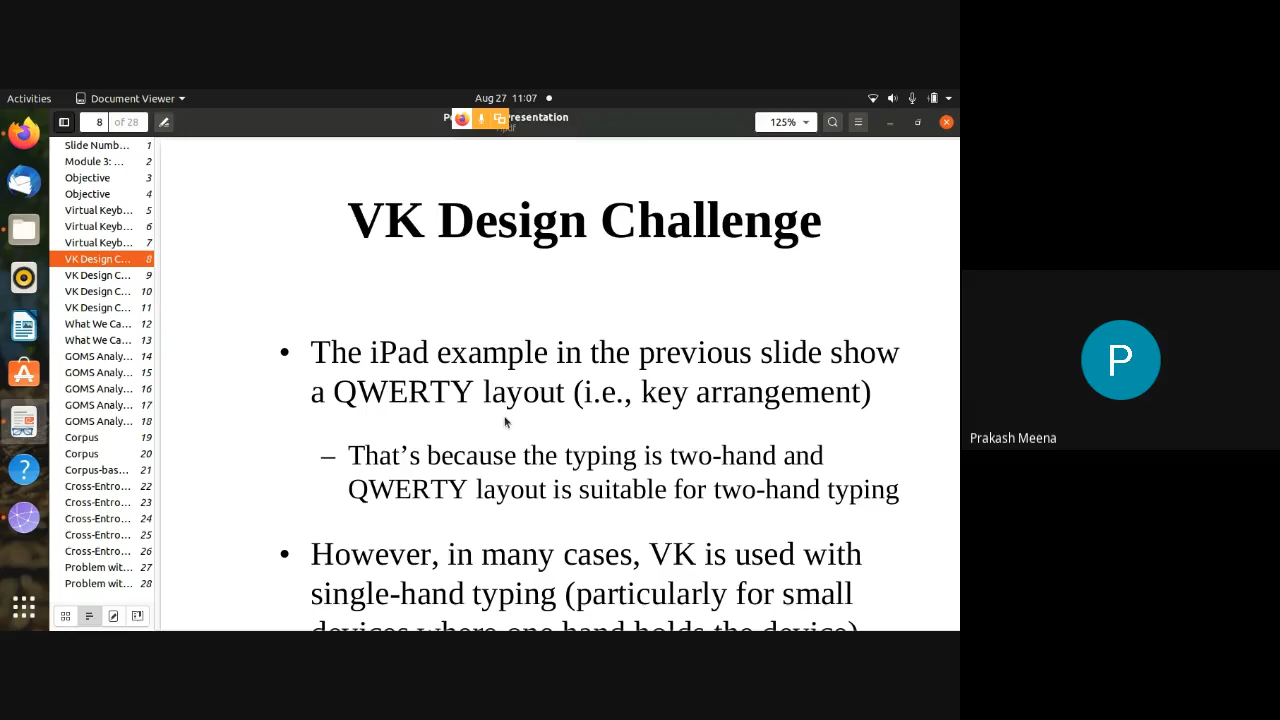 Activities
Document Viewer
Aug 27 11:07
8
of 28
Presentation
125%
Slide Numb... 1
Module 3: ... 2
Objective 3
Objective 4
Virtual Keyb... 5
Virtual Keyb... 6
Virtual Keyb... 7
VK Design C... 8
VK Design C... 9
VK Design C... 10
VK Design C... 11
What We Ca... 12
What We Ca... 13
GOMS Analy... 14
GOMS Analy... 15
GOMS Analy... 16
GOMS Analy... 17
GOMS Analy... 18
Corpus 19
Corpus 20
Corpus-bas... 21
Cross-Entro... 22
Cross-Entro... 23
Cross-Entro... 24
Cross-Entro... 25
Cross-Entro... 26
Problem wit... 27
Problem wit... 28
VK Design Challenge
• The iPad example in the previous slide show
a QWERTY layout (i.e., key arrangement)
– That’s because the typing is two-hand and
QWERTY layout is suitable for two-hand typing
• However, in many cases, VK is used with
single-hand typing (particularly for small
devices where one hand holds the device)
P
Prakash Meena